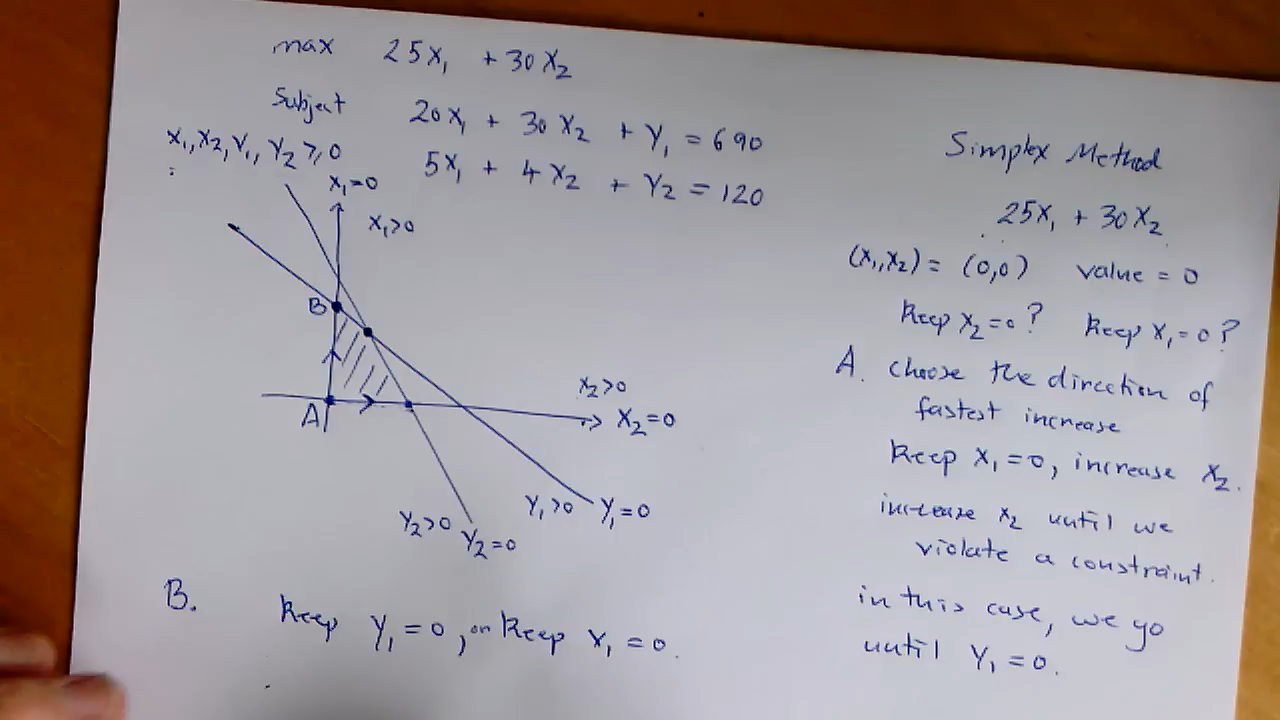 max 25x₁ + 30x₂
Subject 20x₁ + 30x₂ + y₁ = 690
x₁, x₂, y₁, y₂ ≥ 0
5x₁ + 4x₂ + y₂ = 120
x₁=0
x₁>0
B
A
x₂>0
x₂=0
y₁>0 y₁=0
y₂>0 y₂=0
B. Keep y₁ = 0, or keep x₁ = 0.
Simplex Method
25x₁ + 30x₂
(x₁,x₂) = (0,0) value = 0
Keep x₂=0? Keep x₁=0?
A. choose the direction of
fastest increase
Keep x₁=0, increase x₂.
increase x₂ until we
violate a constraint.
in this case, we go
until y₁=0.